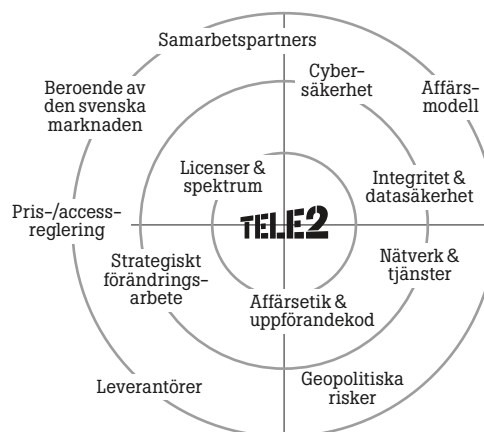 Samarbetspartners
Cyber-
säkerhet
Affärs-
modell
Beroende av
den svenska
marknaden
Licenser &
spektrum
Integritet &
datasäkerhet
Pris-/access-
reglering
TELE2
Strategiskt
förändrings-
arbete
Nätverk &
tjänster
Affärsetik &
uppförandekod
Leverantörer
Geopolitiska
risker